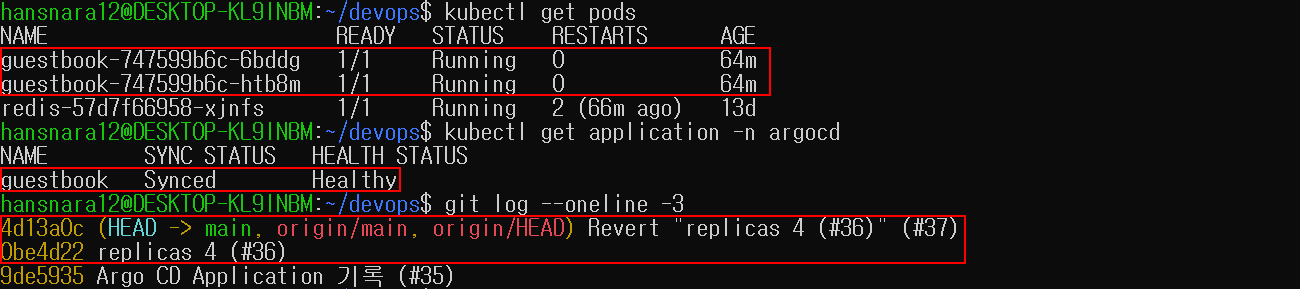 hansnara12@DESKTOP-KL9INBM:~/devops$ kubectl get pods
NAME READY STATUS RESTARTS AGE
guestbook-747599b6c-6bddg 1/1 Running 0 64m
guestbook-747599b6c-htb8m 1/1 Running 0 64m
redis-57d7f66958-xjnfs 1/1 Running 2 (66m ago) 13d
hansnara12@DESKTOP-KL9INBM:~/devops$ kubectl get application -n argocd
NAME SYNC STATUS HEALTH STATUS
guestbook Synced Healthy
hansnara12@DESKTOP-KL9INBM:~/devops$ git log --oneline -3
4d13a0c (HEAD -> main, origin/main, origin/HEAD) Revert "replicas 4 (#36)" (#37)
0be4d22 replicas 4 (#36)
9de5935 Argo CD Application 기록 (#35)